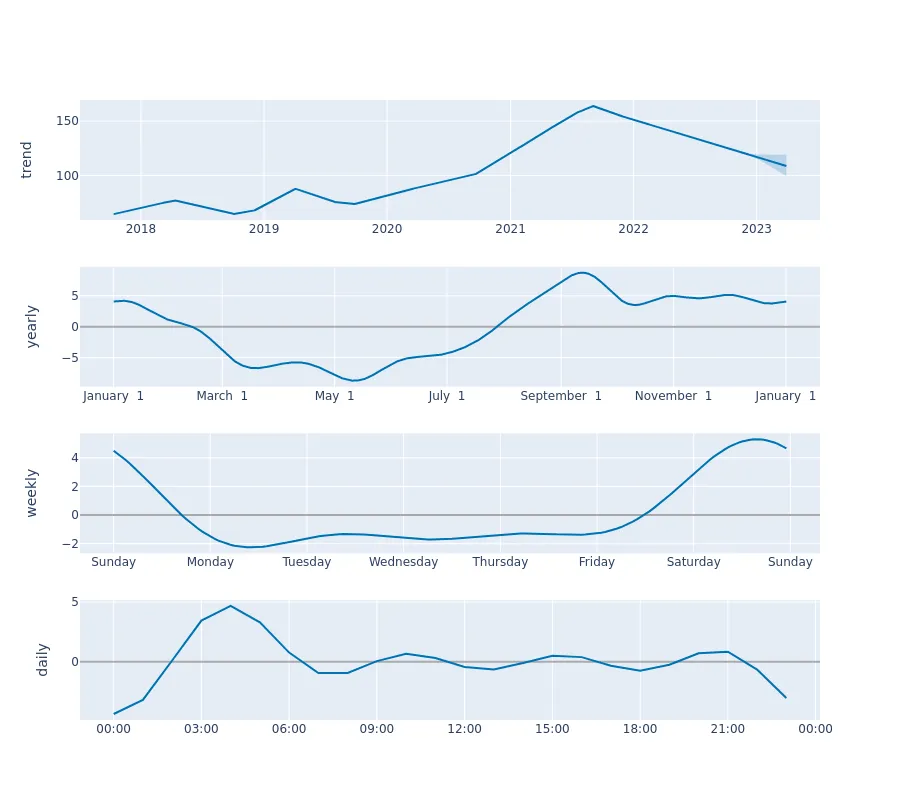 trend
150
100
2018 2019 2020 2021 2022 2023
yearly
5
0
−5
January 1 March 1 May 1 July 1 September 1 November 1 January 1
weekly
4
2
0
−2
Sunday Monday Tuesday Wednesday Thursday Friday Saturday Sunday
daily
5
0
00:00 03:00 06:00 09:00 12:00 15:00 18:00 21:00 00:00